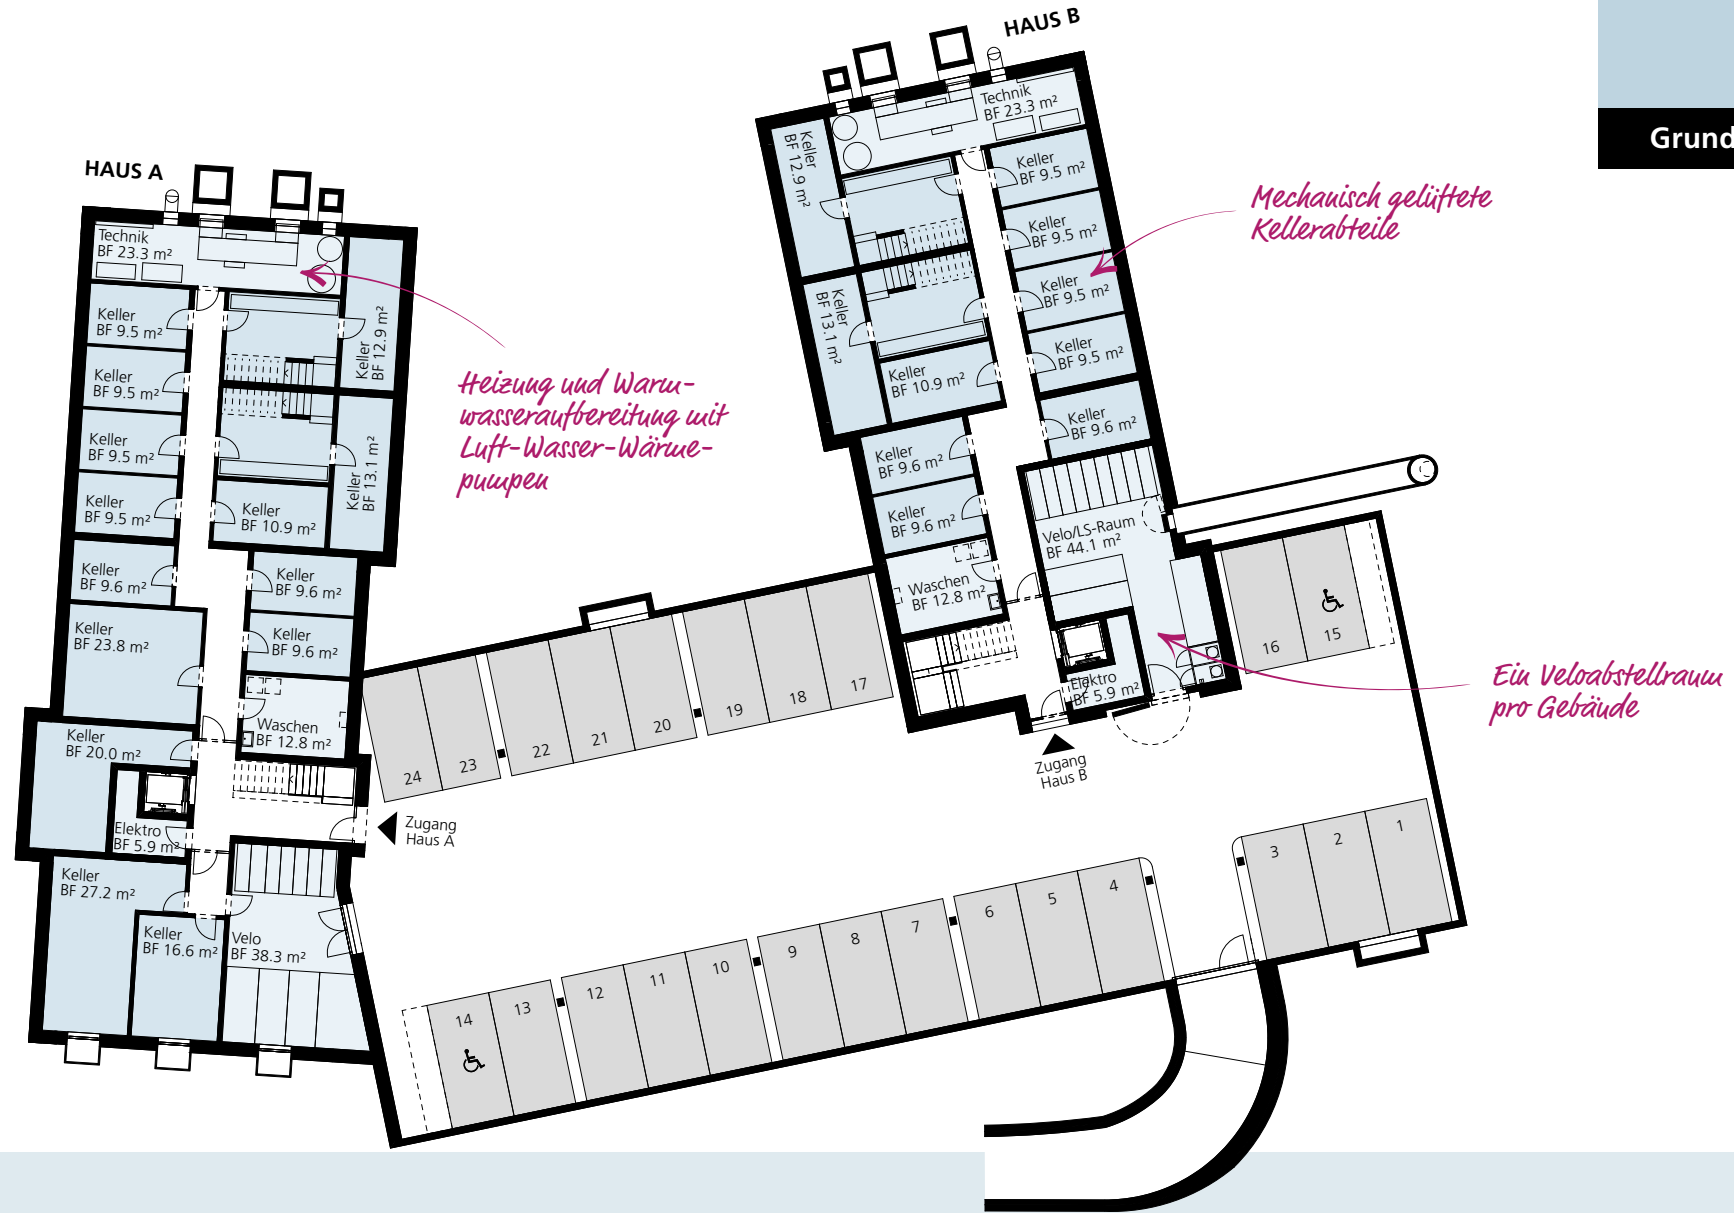 HAUS B
Grund
HAUS A
Technik
BF 23.3 m²
Keller
BF 12.9 m²
Keller
BF 9.5 m²
Keller
BF 9.5 m²
Keller
BF 9.5 m²
Keller
BF 9.5 m²
Keller
BF 13.1 m²
Keller
BF 10.9 m²
Keller
BF 9.6 m²
Keller
BF 9.6 m²
Keller
BF 9.6 m²
Keller
BF 23.8 m²
Waschen
BF 12.8 m²
Keller
BF 20.0 m²
Elektro
BF 5.9 m²
Keller
BF 27.2 m²
Keller
BF 16.6 m²
Velo
BF 38.3 m²
Zugang
Haus A
Heizung und Warm-
wasseraufbereitung mit
Luft-Wasser-Wärme-
pumpen
Technik
BF 23.3 m²
Keller
BF 12.9 m²
Keller
BF 9.5 m²
Keller
BF 9.5 m²
Keller
BF 9.5 m²
Keller
BF 9.5 m²
Keller
BF 13.1 m²
Keller
BF 10.9 m²
Keller
BF 9.6 m²
Keller
BF 9.6 m²
Keller
BF 9.6 m²
Velo/LS-Raum
BF 44.1 m²
Waschen
BF 12.8 m²
Elektro
BF 5.9 m²
Zugang
Haus B
Mechanisch gelüftete
Kellerabteile
Ein Veloabstellraum
pro Gebäude
24
23
22
21
20
19
18
17
16
15
14
13
12
11
10
9
8
7
6
5
4
3
2
1